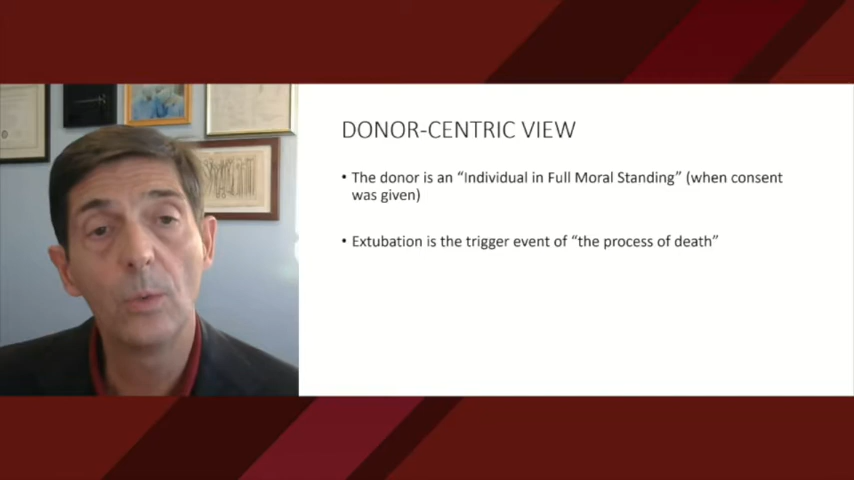 DONOR-CENTRIC VIEW
• The donor is an “Individual in Full Moral Standing” (when consent
was given)
• Extubation is the trigger event of “the process of death”